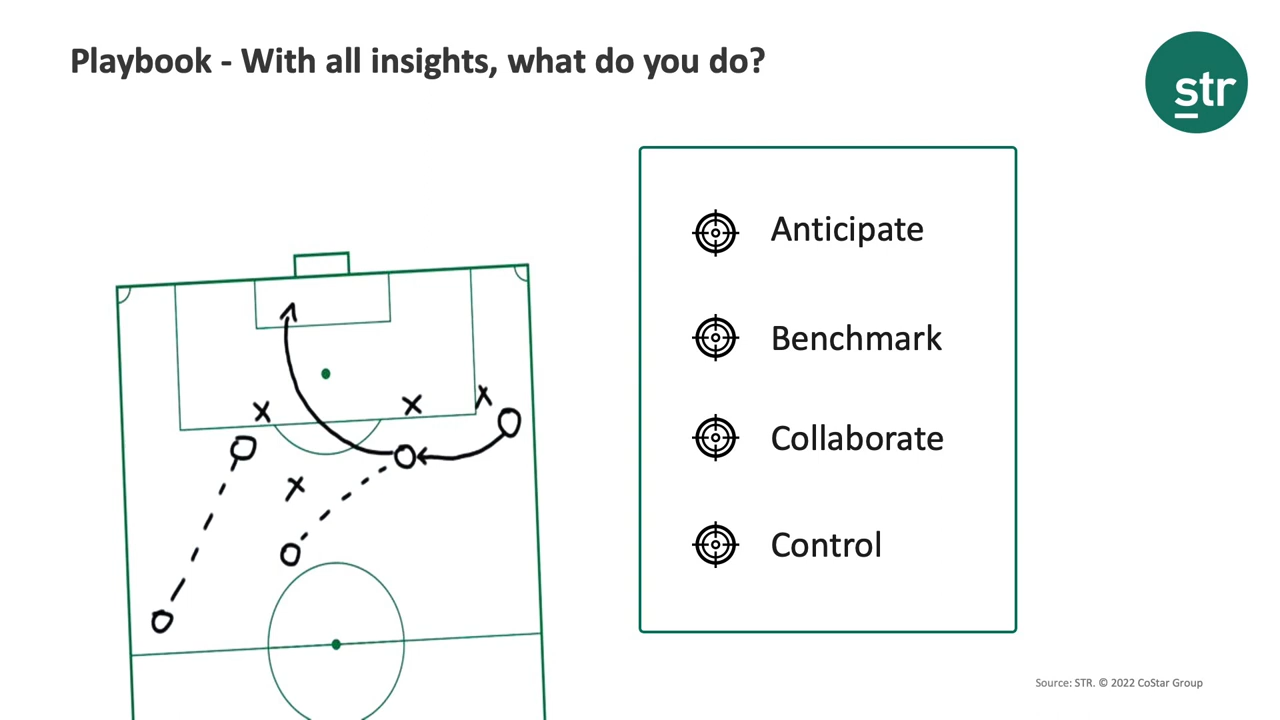 Playbook - With all insights, what do you do?
str
Anticipate
Benchmark
Collaborate
Control
Source: STR. © 2022 CoStar Group